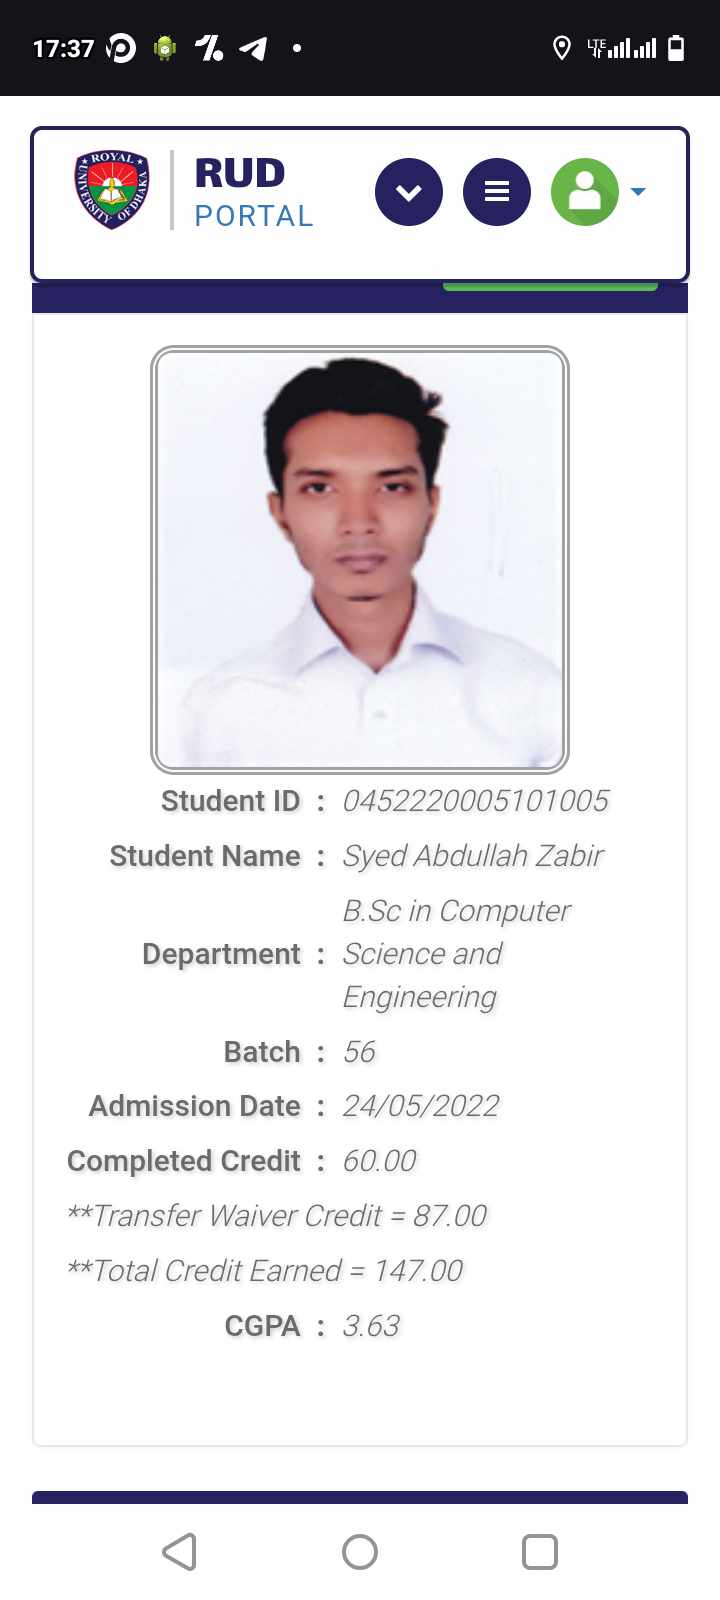 17:37
LTE
ROYAL
UNIVERSITY OF DHAKA
RUD
PORTAL
Student ID : 0452220005101005
Student Name : Syed Abdullah Zabir
Department : B.Sc in Computer
Science and
Engineering
Batch : 56
Admission Date : 24/05/2022
Completed Credit : 60.00
**Transfer Waiver Credit = 87.00
**Total Credit Earned = 147.00
CGPA : 3.63